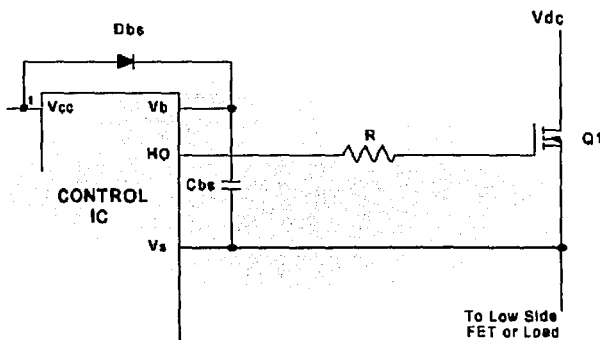 Vdc
Dbs
1
Vcc
Vb
R
HO
Q1
Cbs
CONTROL
IC
Vs
To Low Side
FET or Load